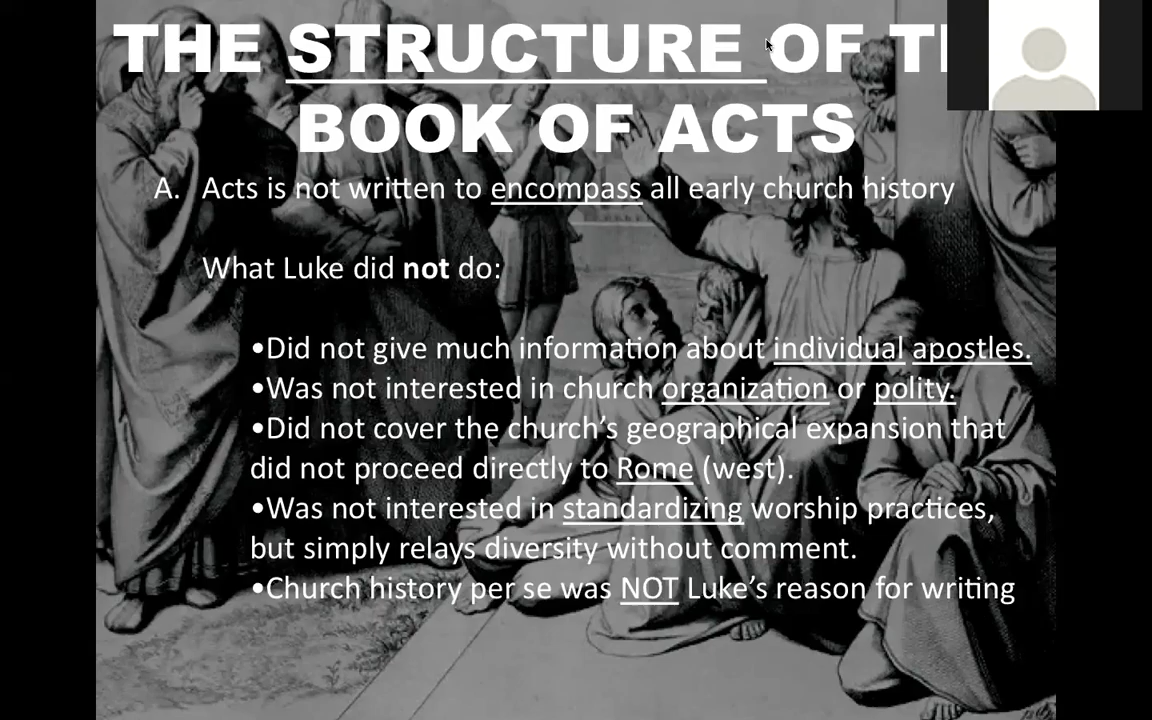 THE STRUCTURE OF
BOOK OF ACTS
A. Acts is not written to encompass all early church history
What Luke did not do:
•Did not give much information about individual apostles.
•Was not interested in church organization or polity.
•Did not cover the church’s geographical expansion that
did not proceed directly to Rome (west).
•Was not interested in standardizing worship practices,
but simply relays diversity without comment.
•Church history per se was NOT Luke’s reason for writing